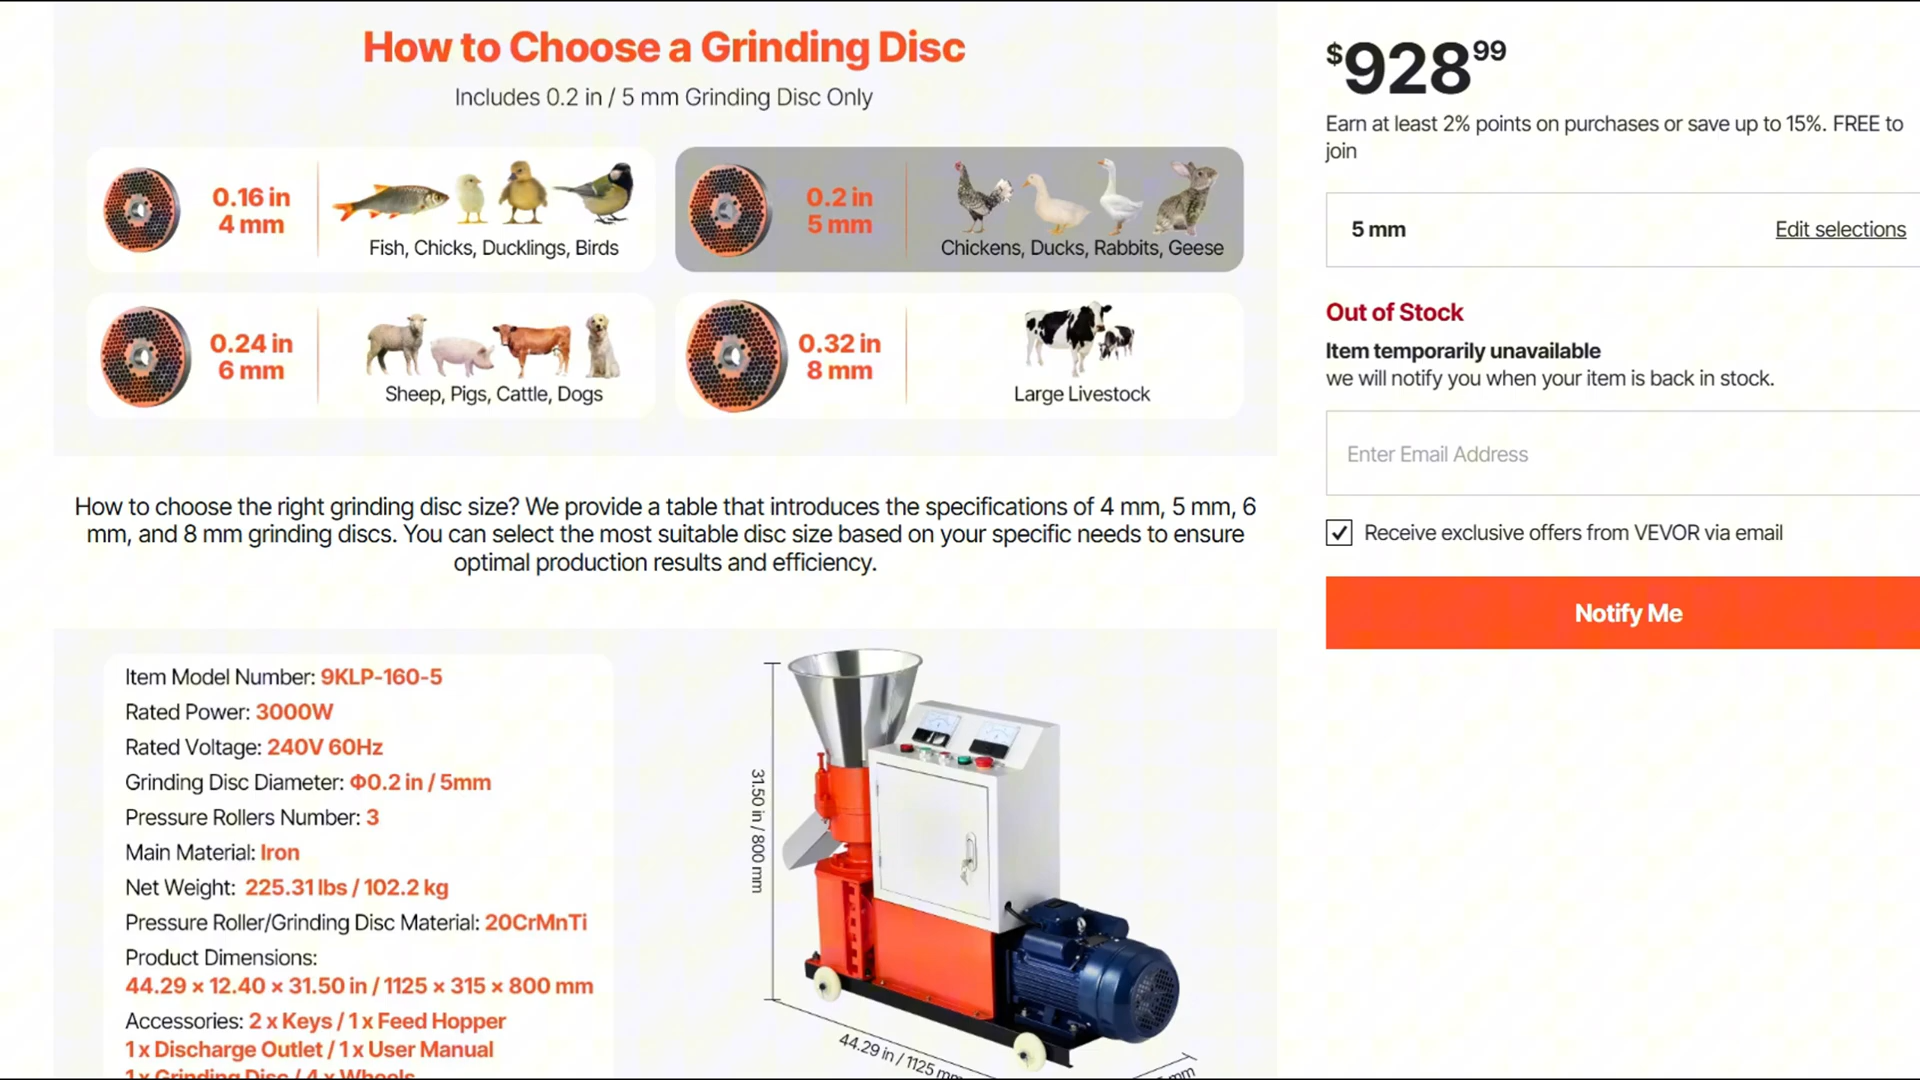 How to Choose a Grinding Disc
Includes 0.2 in / 5 mm Grinding Disc Only
0.16 in
4 mm
Fish, Chicks, Ducklings, Birds
0.2 in
5 mm
Chickens, Ducks, Rabbits, Geese
0.24 in
6 mm
Sheep, Pigs, Cattle, Dogs
0.32 in
8 mm
Large Livestock
How to choose the right grinding disc size? We provide a table that introduces the specifications of 4 mm, 5 mm, 6
mm, and 8 mm grinding discs. You can select the most suitable disc size based on your specific needs to ensure
optimal production results and efficiency.
Item Model Number: 9KLP-160-5
Rated Power: 3000W
Rated Voltage: 240V 60Hz
Grinding Disc Diameter: Φ0.2 in / 5mm
Pressure Rollers Number: 3
Main Material: Iron
Net Weight: 225.31 lbs / 102.2 kg
Pressure Roller/Grinding Disc Material: 20CrMnTi
Product Dimensions:
44.29 × 12.40 × 31.50 in / 1125 × 315 × 800 mm
Accessories: 2 x Keys / 1 x Feed Hopper
1 x Discharge Outlet / 1 x User Manual
1 x Grinding Disc / 4 x Wheels
31.50 in / 800 mm
44.29 in / 1125 mm
mm
$928.99
Earn at least 2% points on purchases or save up to 15%. FREE to
join
5 mm
Edit selections
Out of Stock
Item temporarily unavailable
we will notify you when your item is back in stock.
Enter Email Address
Receive exclusive offers from VEVOR via email
Notify Me